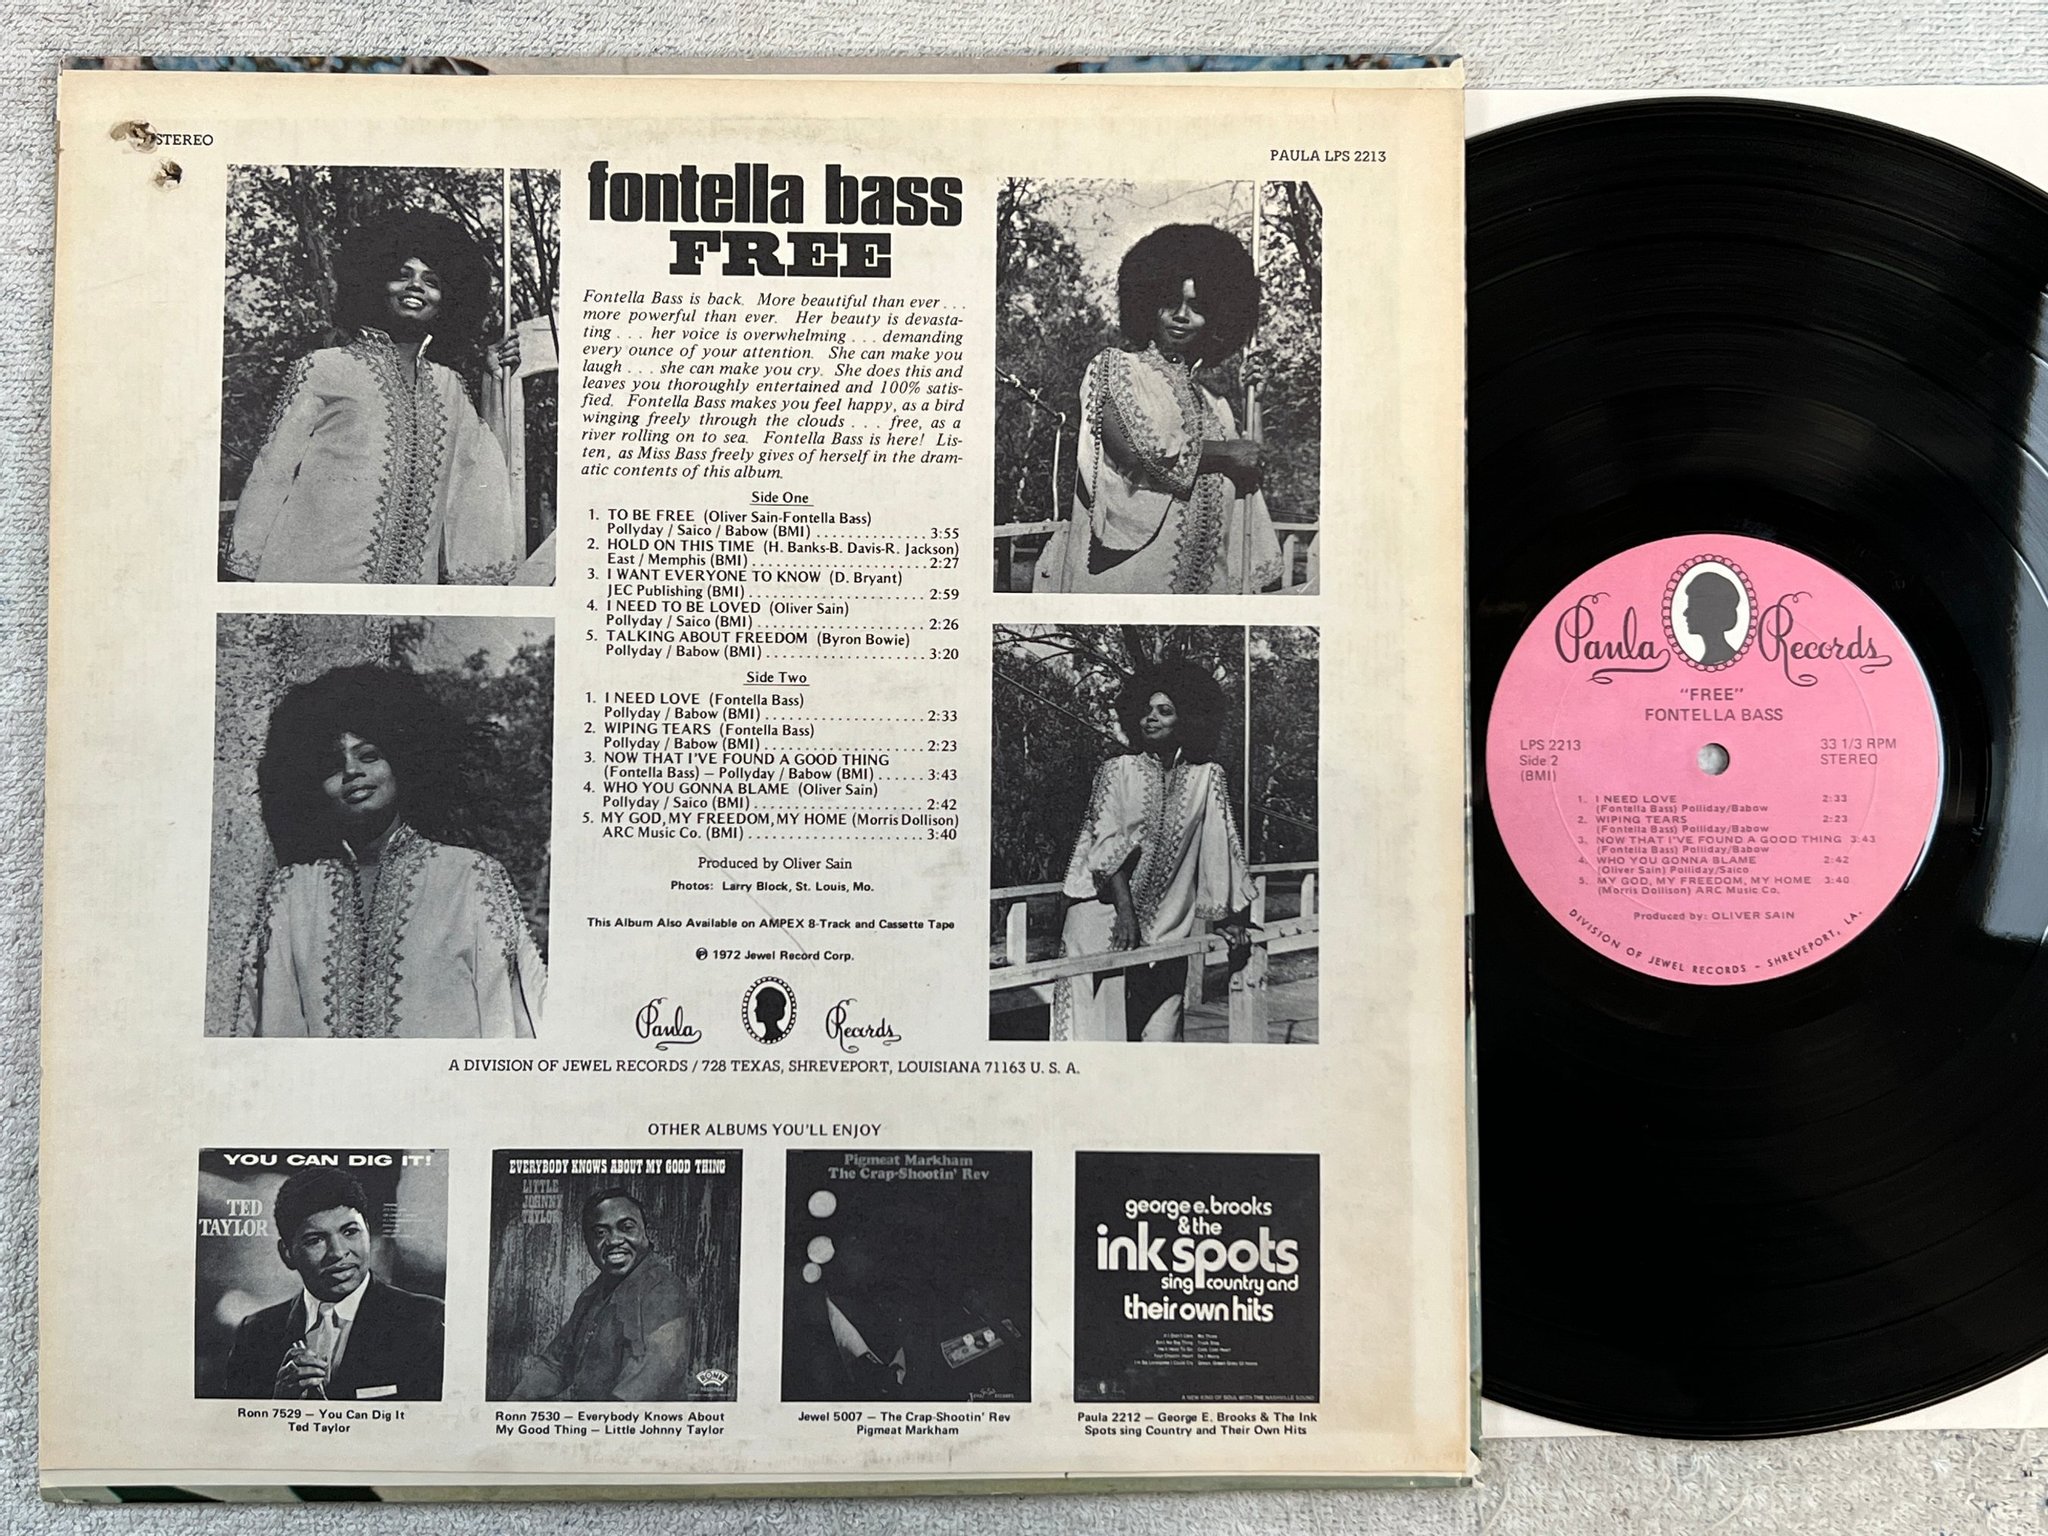 STEREO
PAULA LPS 2213
fontella bass
FREE
Fontella Bass is back. More beautiful than ever . . .
more powerful than ever. Her beauty is devasta-
ting . . . her voice is overwhelming . . . demanding
every ounce of your attention. She can make you
laugh . . . she can make you cry. She does this and
leaves you thoroughly entertained and 100% satis-
fied. Fontella Bass makes you feel happy, as a bird
winging freely through the clouds . . . free, as a
river rolling on to sea. Fontella Bass is here! Lis-
ten, as Miss Bass freely gives of herself in the dram-
atic contents of this album.
Side One
1. TO BE FREE (Oliver Sain-Fontella Bass)
Pollyday / Saico / Babow (BMI) . . . . . . . . . . . . . . 3:55
2. HOLD ON THIS TIME (H. Banks-B. Davis-R. Jackson)
East / Memphis (BMI) . . . . . . . . . . . . . . . . . . . . . . 2:27
3. I WANT EVERYONE TO KNOW (D. Bryant)
JEC Publishing (BMI) . . . . . . . . . . . . . . . . . . . . . . 2:59
4. I NEED TO BE LOVED (Oliver Sain)
Pollyday / Saico (BMI) . . . . . . . . . . . . . . . . . . . . . 2:26
5. TALKING ABOUT FREEDOM (Byron Bowie)
Pollyday / Babow (BMI) . . . . . . . . . . . . . . . . . . . . 3:20
Side Two
1. I NEED LOVE (Fontella Bass)
Pollyday / Babow (BMI) . . . . . . . . . . . . . . . . . . . . 2:33
2. WIPING TEARS (Fontella Bass)
Pollyday / Babow (BMI) . . . . . . . . . . . . . . . . . . . . 2:23
3. NOW THAT I'VE FOUND A GOOD THING
(Fontella Bass) – Pollyday / Babow (BMI) . . . . . . 3:43
4. WHO YOU GONNA BLAME (Oliver Sain)
Pollyday / Saico (BMI) . . . . . . . . . . . . . . . . . . . . . 2:42
5. MY GOD, MY FREEDOM, MY HOME (Morris Dollison)
ARC Music Co. (BMI) . . . . . . . . . . . . . . . . . . . . . . 3:40
Produced by Oliver Sain
Photos: Larry Block, St. Louis, Mo.
This Album Also Available on AMPEX 8-Track and Cassette Tape
℗ 1972 Jewel Record Corp.
Paula Records
A DIVISION OF JEWEL RECORDS / 728 TEXAS, SHREVEPORT, LOUISIANA 71163 U. S. A.
OTHER ALBUMS YOU'LL ENJOY
YOU CAN DIG IT!
TED
TAYLOR
Ronn 7529 – You Can Dig It
Ted Taylor
EVERYBODY KNOWS ABOUT MY GOOD THING
LITTLE
JOHNNY
TAYLOR
RONN
RECORDS
Ronn 7530 – Everybody Knows About
My Good Thing – Little Johnny Taylor
Pigmeat Markham
The Crap-Shootin' Rev
Jewel 5007 – The Crap-Shootin' Rev
Pigmeat Markham
george e. brooks
& the
ink spots
sing country and
their own hits
A NEW KIND OF SOUL WITH THE NASHVILLE SOUND
Paula 2212 – George E. Brooks & The Ink
Spots sing Country and Their Own Hits
Paula Records
"FREE"
FONTELLA BASS
LPS 2213
Side 2
(BMI)
33 1/3 RPM
STEREO
1. I NEED LOVE 2:33
(Fontella Bass) Polliday/Babow
2. WIPING TEARS 2:23
(Fontella Bass) Polliday/Babow
3. NOW THAT I'VE FOUND A GOOD THING 3:43
(Fontella Bass) Polliday/Babow
4. WHO YOU GONNA BLAME 2:42
(Oliver Sain) Polliday/Saico
5. MY GOD, MY FREEDOM, MY HOME 3:40
(Morris Dollison) ARC Music Co.
Produced by: OLIVER SAIN
DIVISION OF JEWEL RECORDS – SHREVEPORT, LA.